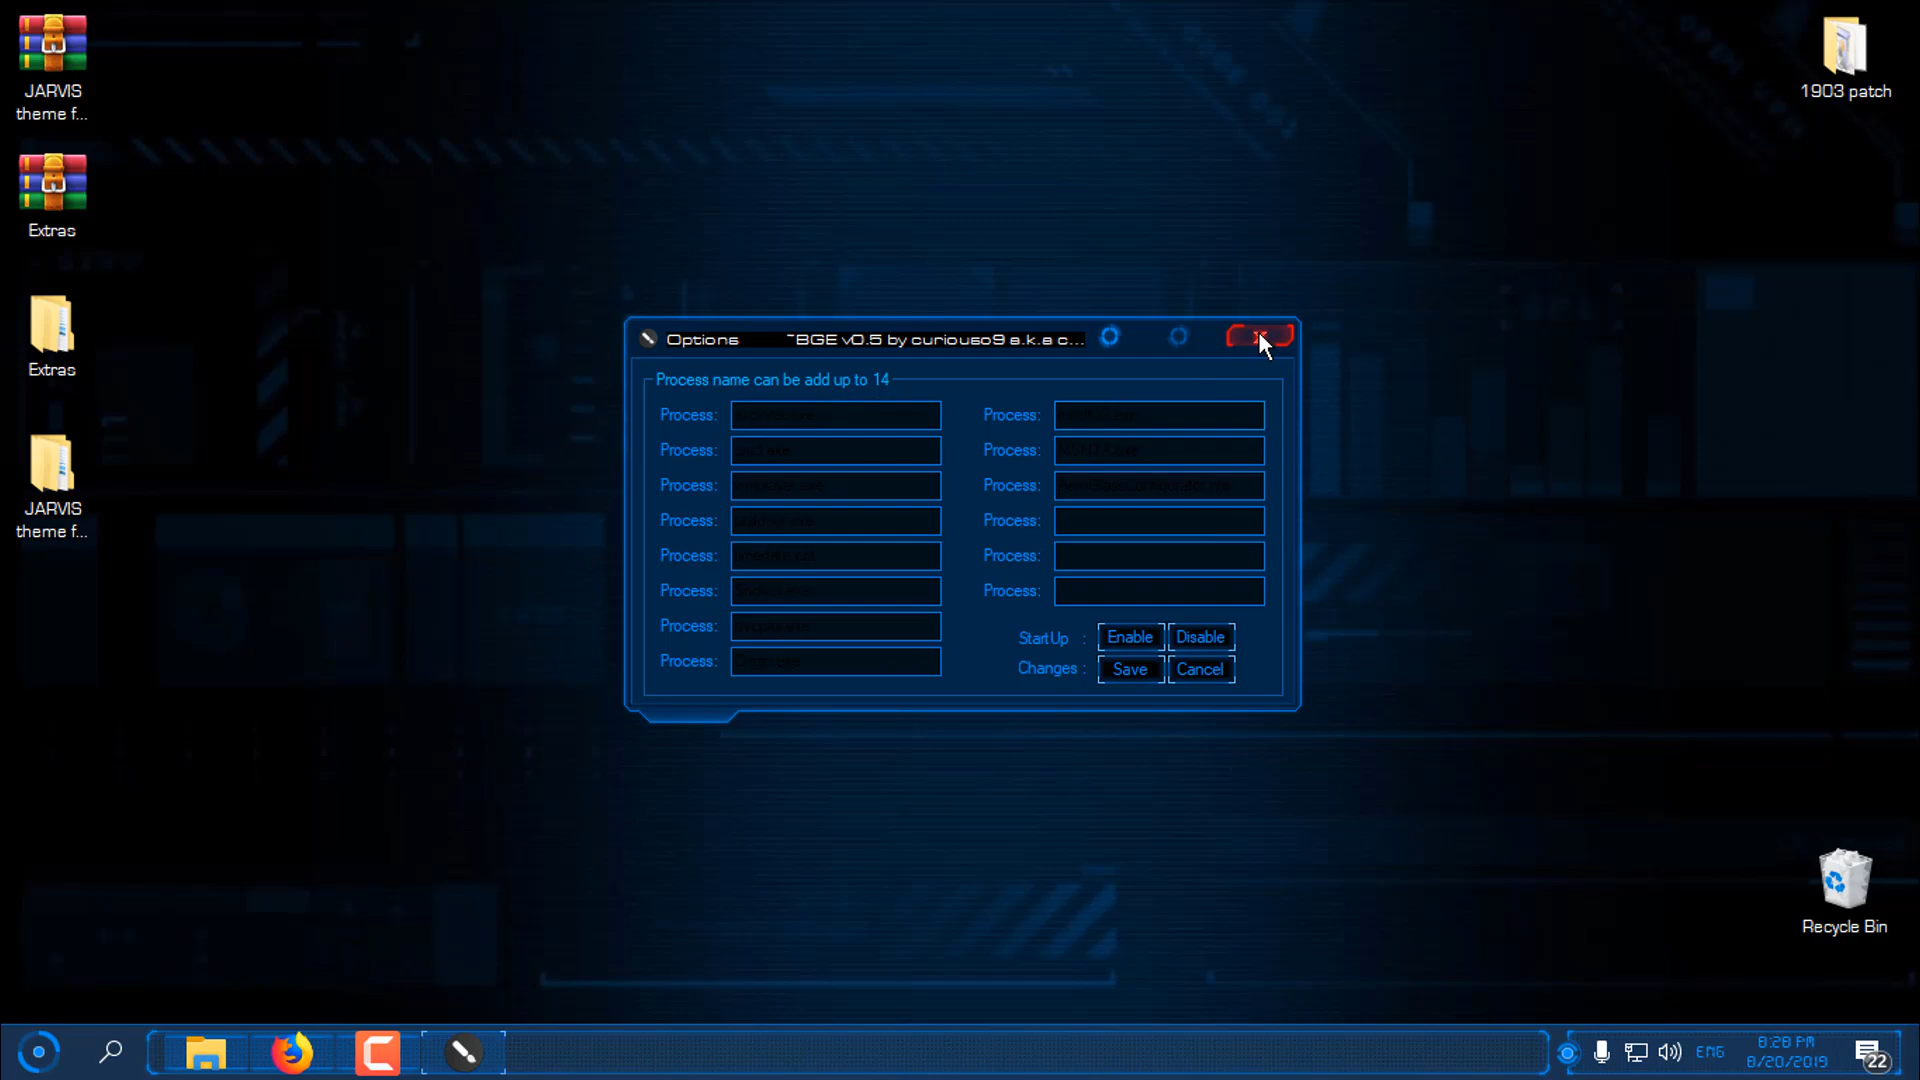 JARVIS
theme f...
Extras
Extras
JARVIS
theme f...
1903 patch
Options ~BGE v0.5 by curiouso9 a.k.a c...
Process name can be add up to 14
Process: Process:
Process: Process:
Process: Process:
Process: Process:
Process: Process:
Process: Process:
Process:
Process:
StartUp : Enable Disable
Changes : Save Cancel
Recycle Bin
ENG
8:28 PM
8/20/2019
22